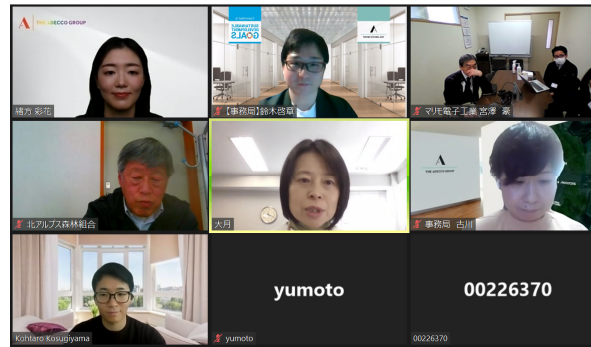 THE ADECCO GROUP
緒方 彩花
SUSTAINABLE
DEVELOPMENT
GOALS
【事務局】鈴木啓章
マリモ電子工業 宮澤 豪
北アルプス森林組合
大月
THE ADECCO GROUP
事務局 古川
Kohtaro Kosugiyama
yumoto
yumoto
00226370
00226370